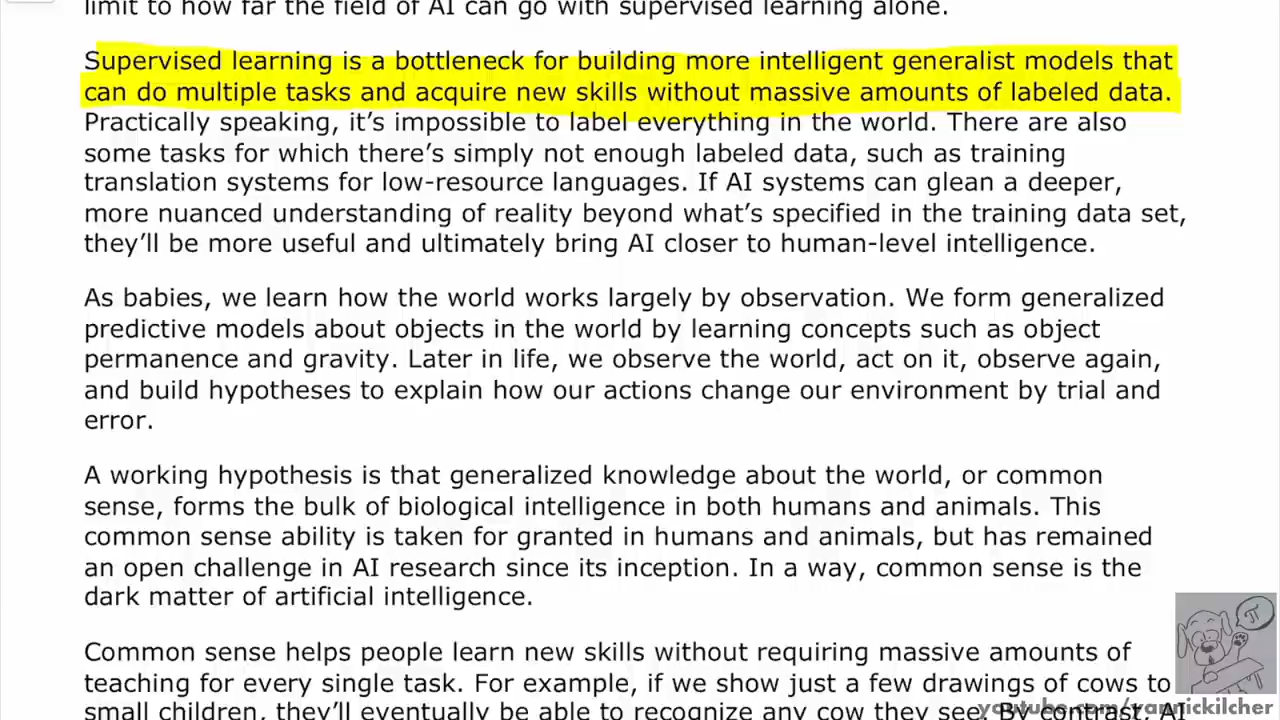 limit to how far the field of AI can go with supervised learning alone.
Supervised learning is a bottleneck for building more intelligent generalist models that
can do multiple tasks and acquire new skills without massive amounts of labeled data.
Practically speaking, it’s impossible to label everything in the world. There are also
some tasks for which there’s simply not enough labeled data, such as training
translation systems for low-resource languages. If AI systems can glean a deeper,
more nuanced understanding of reality beyond what’s specified in the training data set,
they’ll be more useful and ultimately bring AI closer to human-level intelligence.
As babies, we learn how the world works largely by observation. We form generalized
predictive models about objects in the world by learning concepts such as object
permanence and gravity. Later in life, we observe the world, act on it, observe again,
and build hypotheses to explain how our actions change our environment by trial and
error.
A working hypothesis is that generalized knowledge about the world, or common
sense, forms the bulk of biological intelligence in both humans and animals. This
common sense ability is taken for granted in humans and animals, but has remained
an open challenge in AI research since its inception. In a way, common sense is the
dark matter of artificial intelligence.
Common sense helps people learn new skills without requiring massive amounts of
teaching for every single task. For example, if we show just a few drawings of cows to
small children, they’ll eventually be able to recognize any cow they see. By contrast, AI
π
youtube.com/yannickilcher